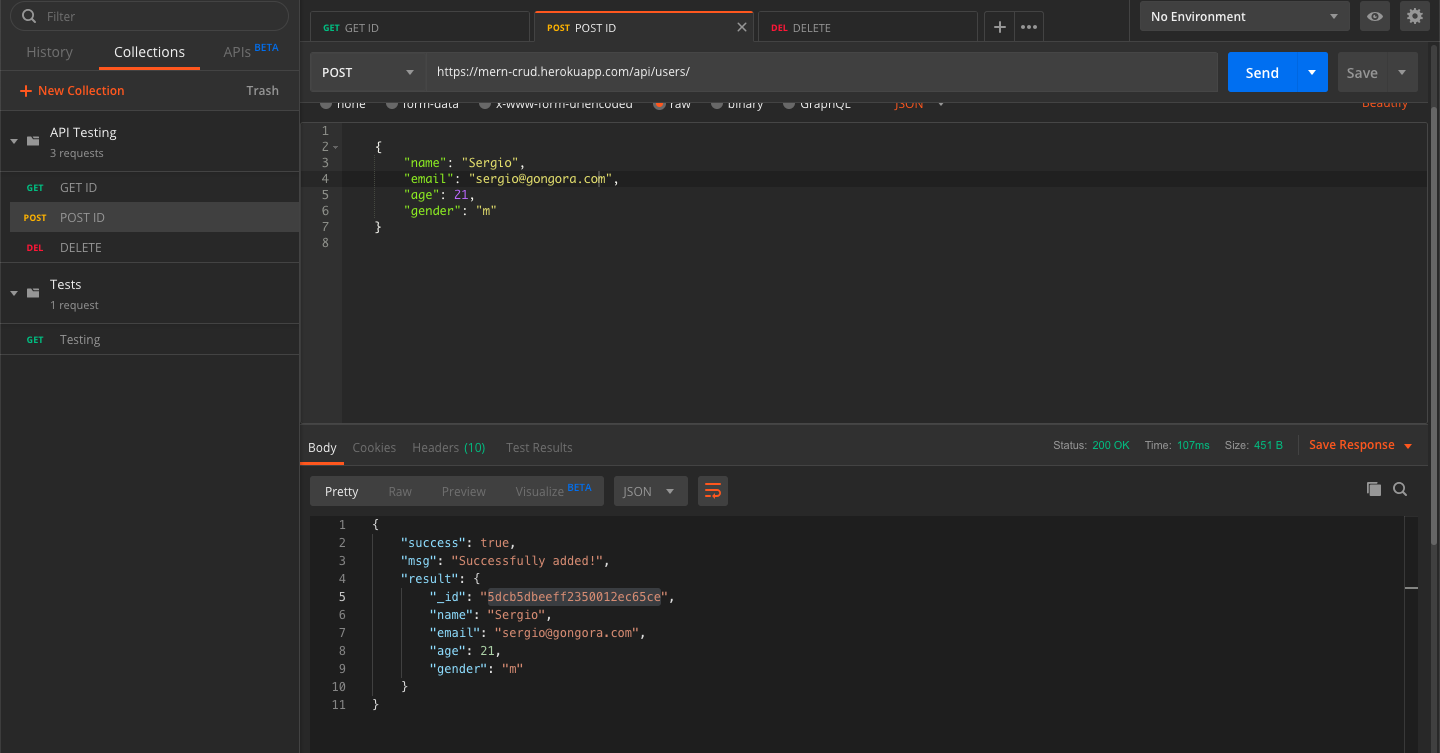 Filter
History Collections APIs BETA
+ New Collection Trash
API Testing
3 requests
GET GET ID
POST POST ID
DEL DELETE
Tests
1 request
GET Testing
GET GET ID POST POST ID DEL DELETE
No Environment
POST https://mern-crud.herokuapp.com/api/users/ Send Save
none form-data x-www-form-urlencoded raw binary GraphQL JSON Beautify
1
2 {
3 "name": "Sergio",
4 "email": "sergio@gongora.com",
5 "age": 21,
6 "gender": "m"
7 }
8
Body Cookies Headers (10) Test Results Status: 200 OK Time: 107ms Size: 451 B Save Response
Pretty Raw Preview Visualize BETA JSON
1 {
2 "success": true,
3 "msg": "Successfully added!",
4 "result": {
5 "_id": "5dcb5dbeeff2350012ec65ce",
6 "name": "Sergio",
7 "email": "sergio@gongora.com",
8 "age": 21,
9 "gender": "m"
10 }
11 }